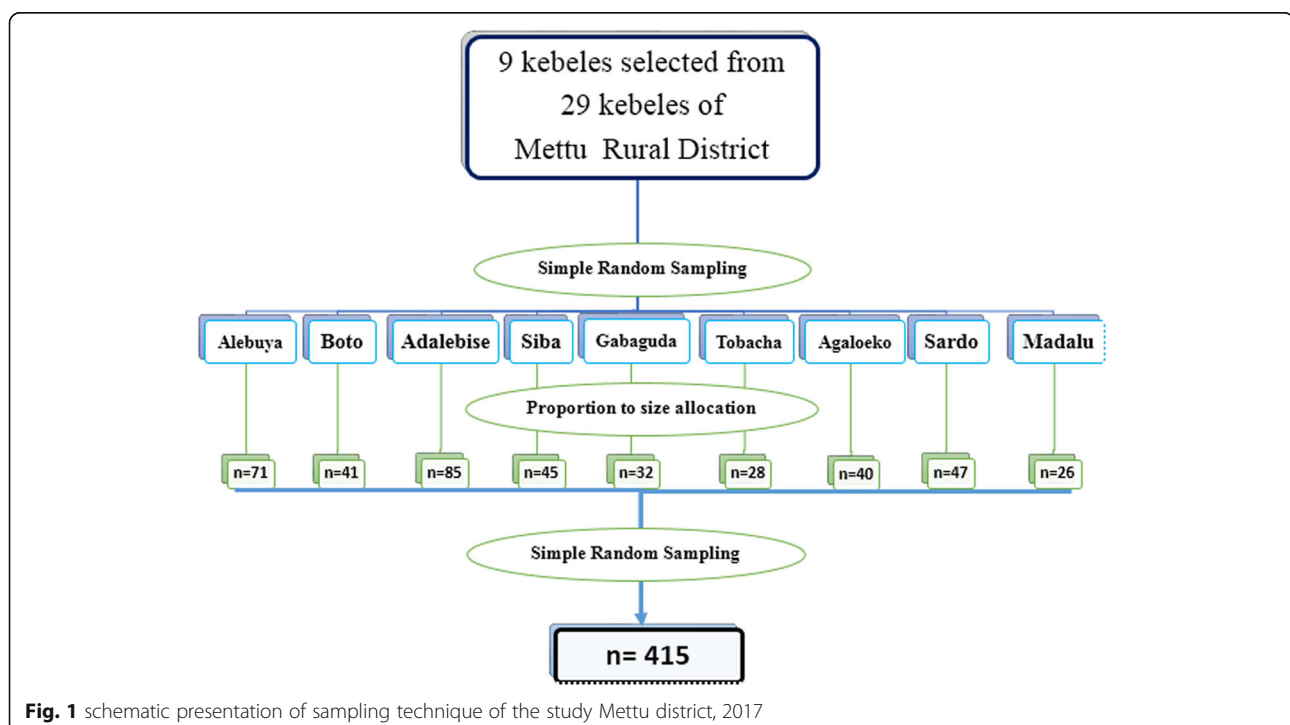 9 kebeles selected from
29 kebeles of
Mettu Rural District
Simple Random Sampling
Alebuya Boto Adalebise Siba Gabaguda Tobacha Agaloeko Sardo Madalu
Proportion to size allocation
n=71 n=41 n=85 n=45 n=32 n=28 n=40 n=47 n=26
Simple Random Sampling
n= 415
Fig. 1 schematic presentation of sampling technique of the study Mettu district, 2017